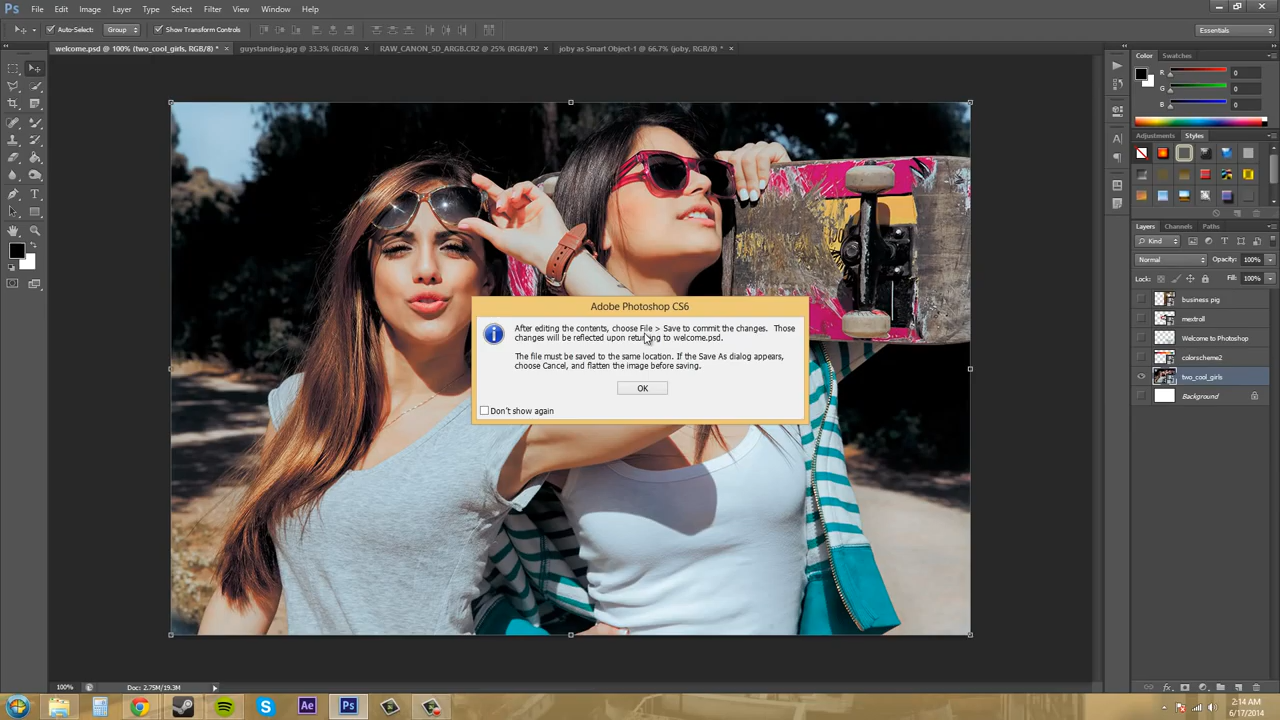 Ps File Edit Image Layer Type Select Filter View Window Help
Auto-Select: Group Show Transform Controls Essentials
welcome.psd @ 100% (two_cool_girls, RGB/8) * × guystanding.jpg @ 33.3% (RGB/8) × RAW_CANON_5D_ARGB.CR2 @ 25% (RGB/8*) × joby as Smart Object-1 @ 66.7% (joby, RGB/8) * ×
Color Swatches
R 0
G 0
B 0
Adjustments Styles
Layers Channels Paths
Kind
Normal Opacity: 100%
Lock: Fill: 100%
business pig
mextroll
Welcome to Photoshop
colorscheme2
two_cool_girls
Background
Adobe Photoshop CS6
After editing the contents, choose File > Save to commit the changes. Those
changes will be reflected upon returning to welcome.psd.
The file must be saved to the same location. If the Save As dialog appears,
choose Cancel, and flatten the image before saving.
OK
Don't show again
100% Doc: 2.75M/19.3M
Ae Ps
2:14 AM
6/17/2014